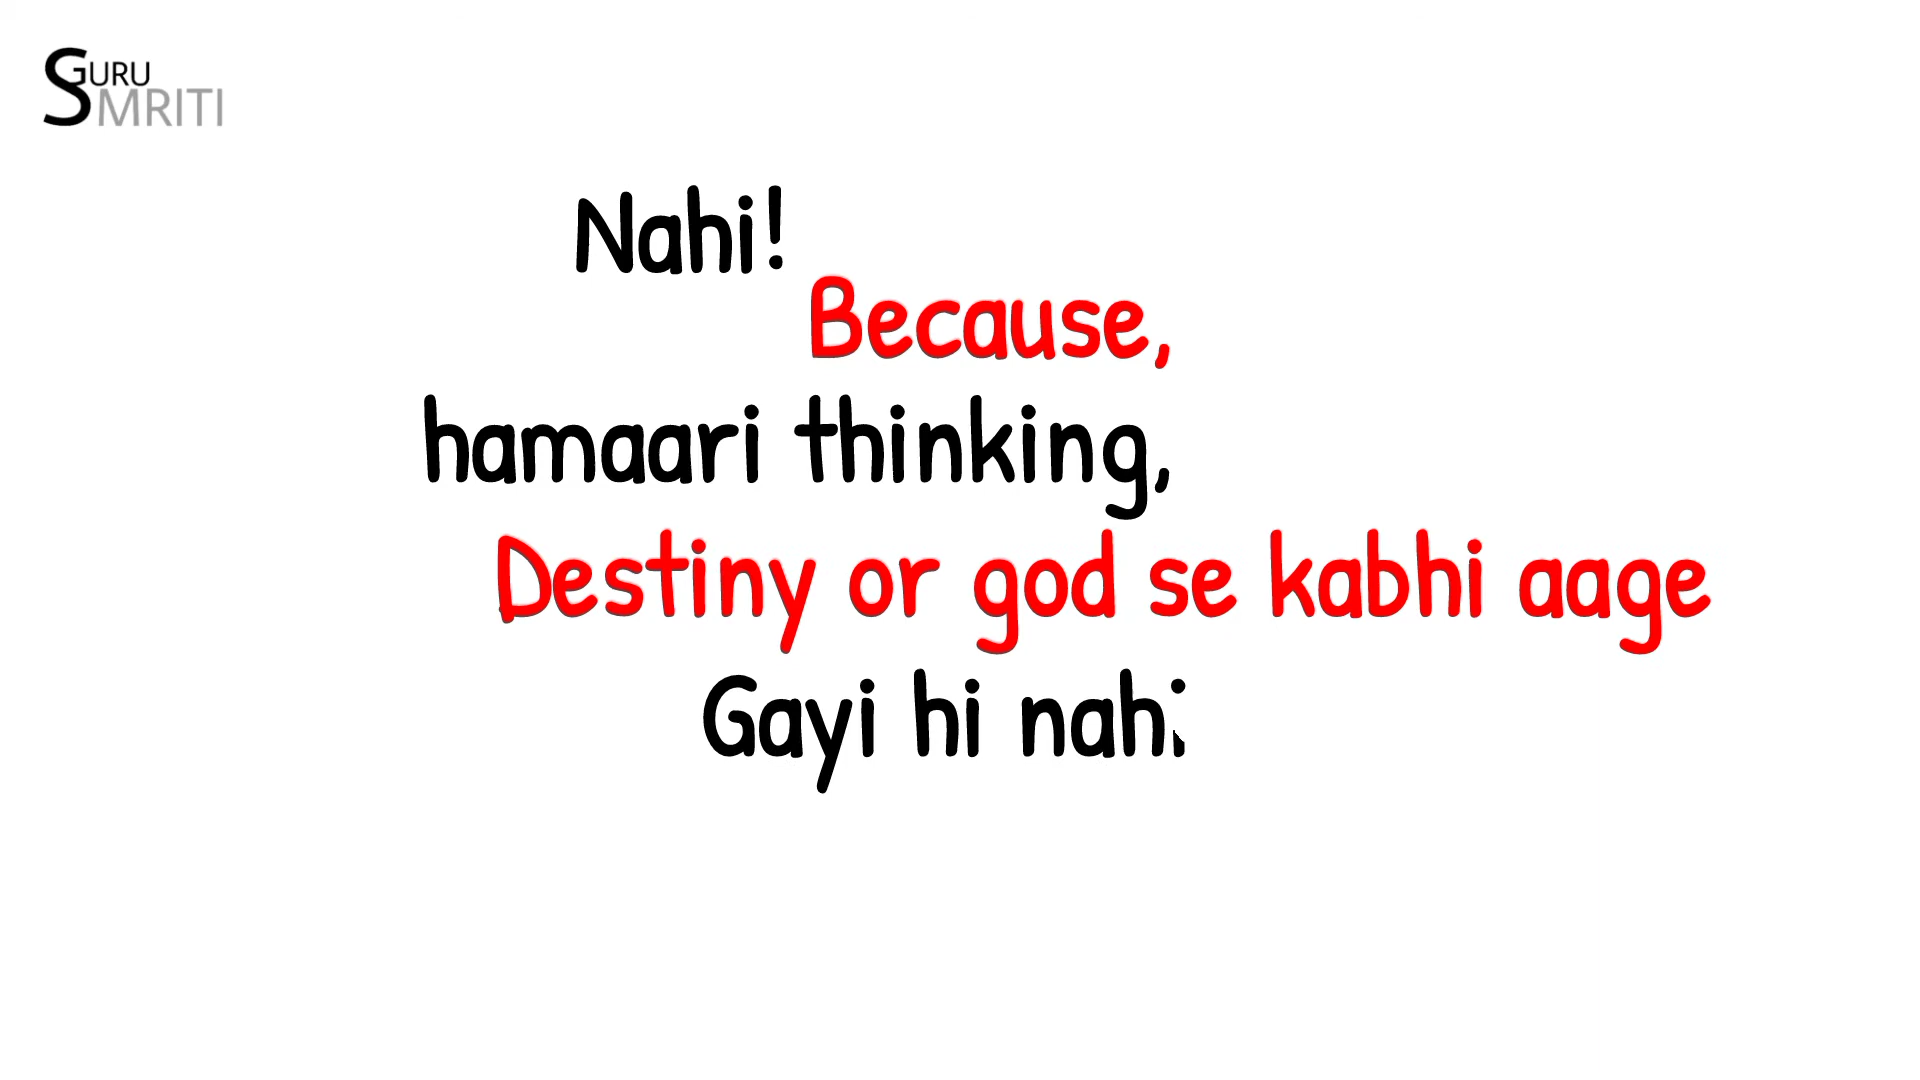 GURU
SMRITI
Nahi!
Because,
hamaari thinking,
Destiny or god se kabhi aage
Gayi hi nahi